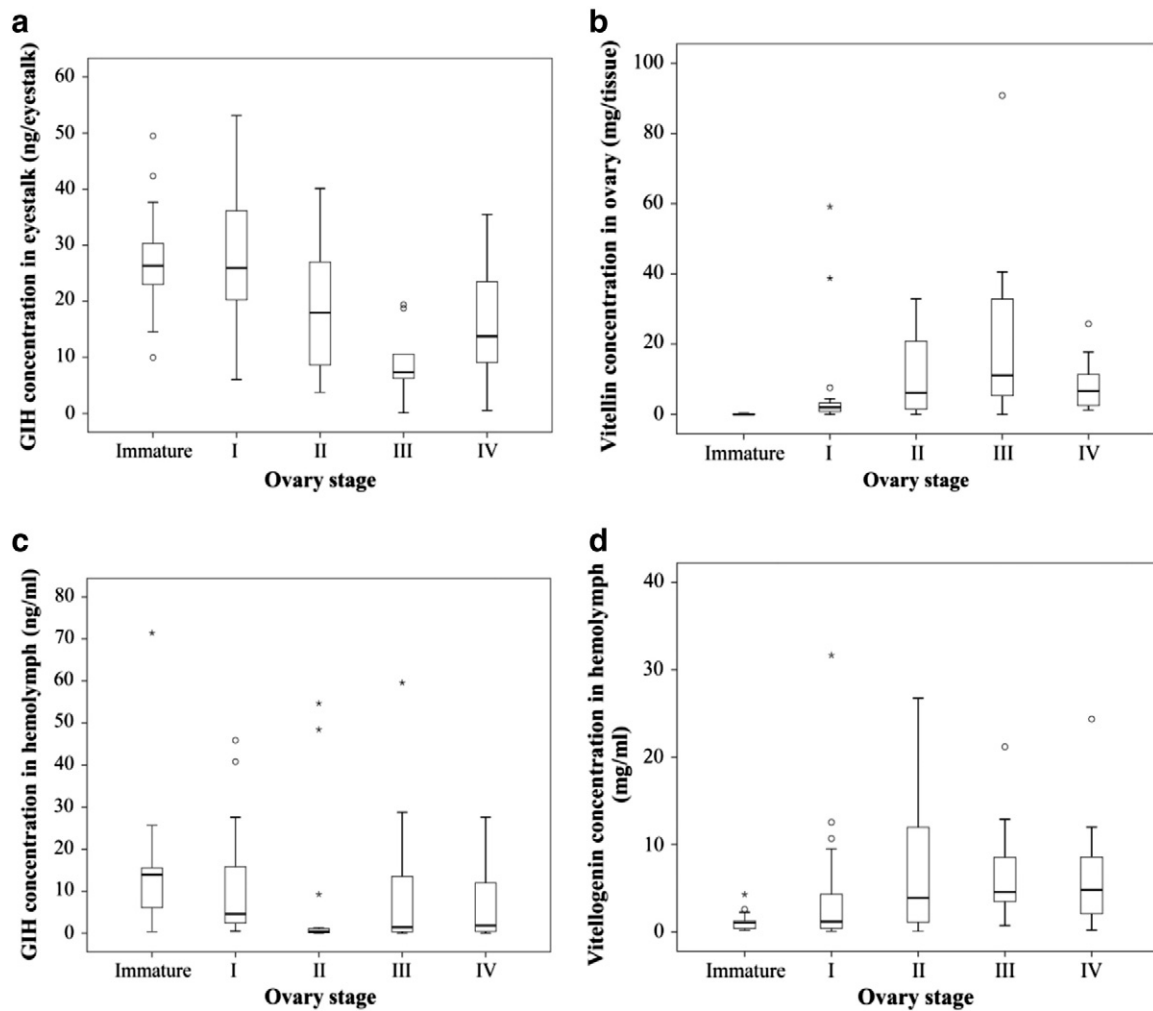 a
GIH concentration in eyestalk (ng/eyestalk)
60
50
40
30
20
10
0
Immature I II III IV
Ovary stage
b
Vitellin concentration in ovary (mg/tissue)
100
80
60
40
20
0
Immature I II III IV
Ovary stage
c
GIH concentration in hemolymph (ng/ml)
80
70
60
50
40
30
20
10
0
Immature I II III IV
Ovary stage
d
Vitellogenin concentration in hemolymph
(mg/ml)
40
30
20
10
0
Immature I II III IV
Ovary stage